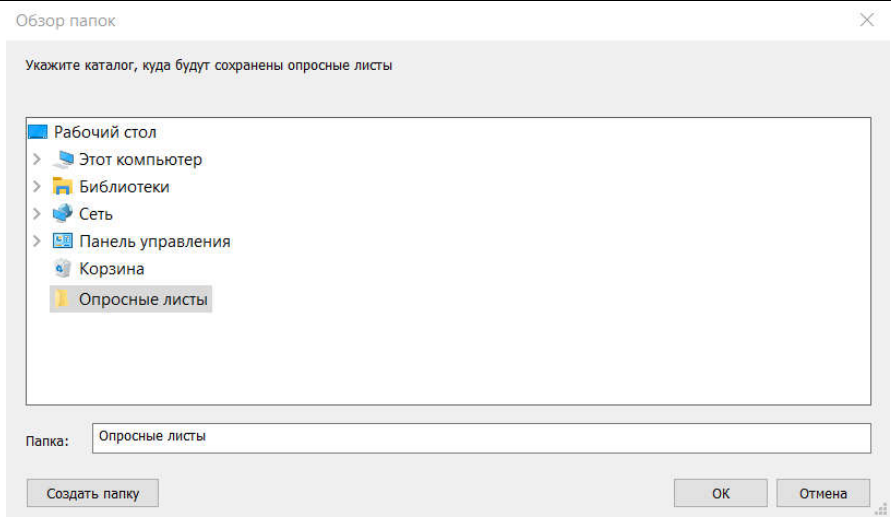 Обзор папок
Укажите каталог, куда будут сохранены опросные листы
Рабочий стол
Этот компьютер
Библиотеки
Сеть
Панель управления
Корзина
Опросные листы
Папка: Опросные листы
Создать папку ОК Отмена